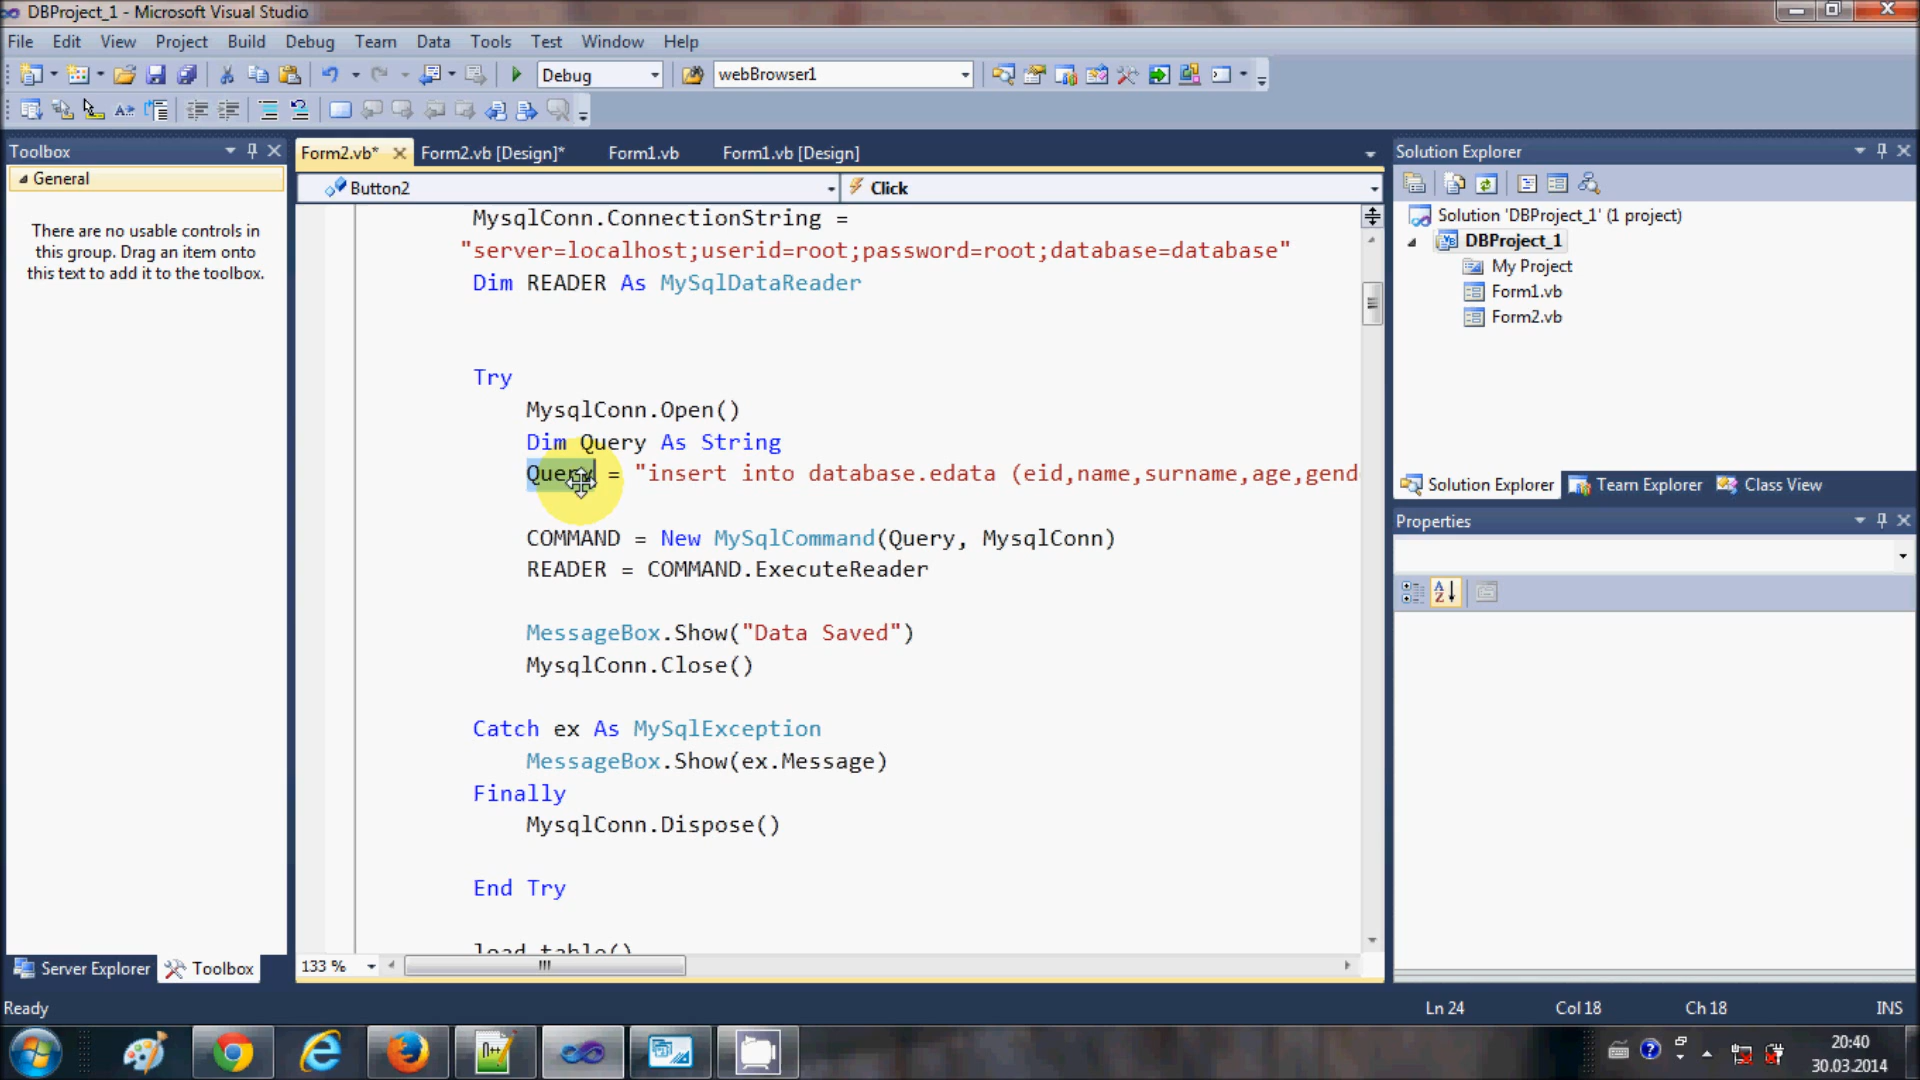 DBProject_1 - Microsoft Visual Studio
File Edit View Project Build Debug Team Data Tools Test Window Help
Debug webBrowser1
Toolbox
General
There are no usable controls in
this group. Drag an item onto
this text to add it to the toolbox.
Server Explorer Toolbox
Form2.vb* Form2.vb [Design]* Form1.vb Form1.vb [Design]
Button2 Click
MysqlConn.ConnectionString =
"server=localhost;userid=root;password=root;database=database"
Dim READER As MySqlDataReader
Try
MysqlConn.Open()
Dim Query As String
Query = "insert into database.edata (eid,name,surname,age,gend
COMMAND = New MySqlCommand(Query, MysqlConn)
READER = COMMAND.ExecuteReader
MessageBox.Show("Data Saved")
MysqlConn.Close()
Catch ex As MySqlException
MessageBox.Show(ex.Message)
Finally
MysqlConn.Dispose()
End Try
load_table()
133 %
Solution Explorer
Solution 'DBProject_1' (1 project)
DBProject_1
My Project
Form1.vb
Form2.vb
Solution Explorer Team Explorer Class View
Properties
Ready Ln 24 Col 18 Ch 18 INS
20:40
30.03.2014